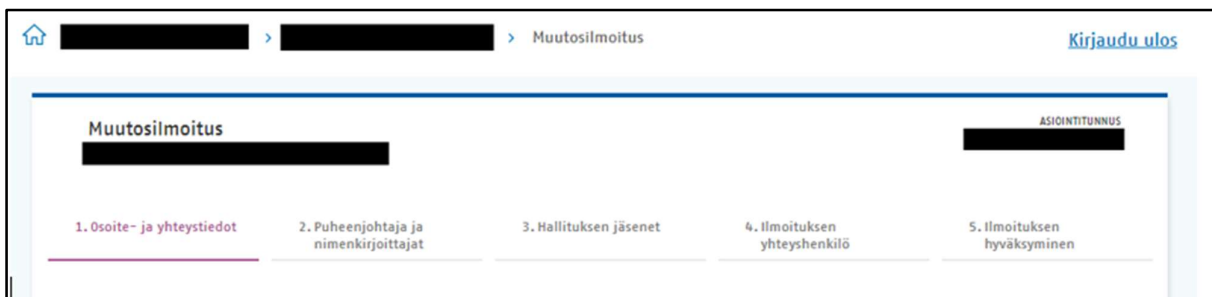 Muutosilmoitus
Kirjaudu ulos
Muutosilmoitus
ASIOINTITUNNUS
1. Osoite- ja yhteystiedot
2. Puheenjohtaja ja
nimenkirjoittajat
3. Hallituksen jäsenet
4. Ilmoituksen
yhteyshenkilö
5. Ilmoituksen
hyväksyminen